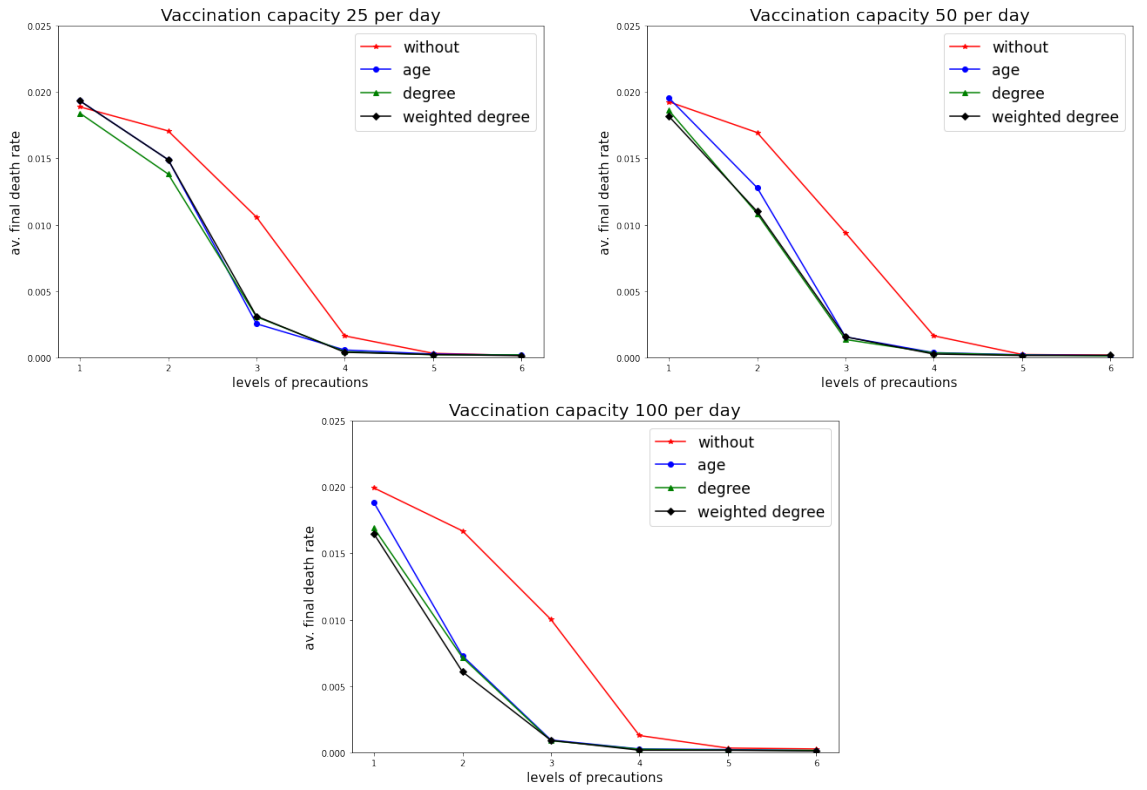 Vaccination capacity 25 per day
0.025
0.020
0.015
0.010
0.005
0.000
av. final death rate
without
age
degree
weighted degree
1 2 3 4 5 6
levels of precautions
Vaccination capacity 50 per day
0.025
0.020
0.015
0.010
0.005
0.000
av. final death rate
without
age
degree
weighted degree
1 2 3 4 5 6
levels of precautions
Vaccination capacity 100 per day
0.025
0.020
0.015
0.010
0.005
0.000
av. final death rate
without
age
degree
weighted degree
1 2 3 4 5 6
levels of precautions